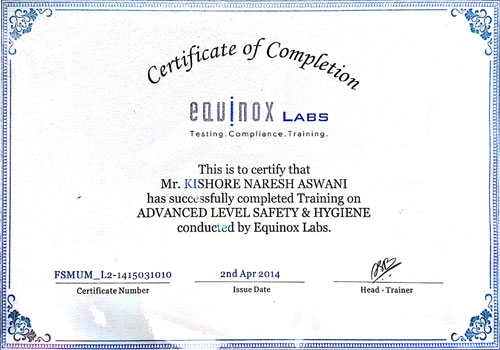 Certificate of Completion
equinox LABS
Testing.Compliance.Training.
This is to certify that
Mr. KISHORE NARESH ASWANI
has successfully completed Training on
ADVANCED LEVEL SAFETY & HYGIENE
conducted by Equinox Labs.
FSMUM_L2-1415031010
2nd Apr 2014
Certificate Number
Issue Date
Head - Trainer